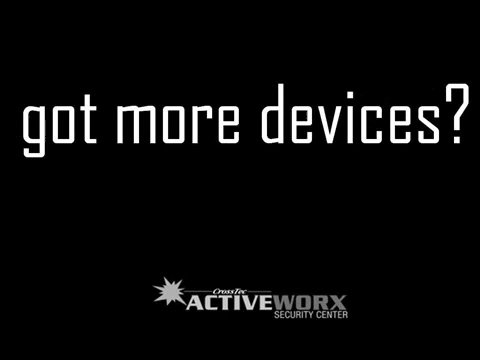 got more devices?
CrossTec
ACTIVEWORX
SECURITY CENTER